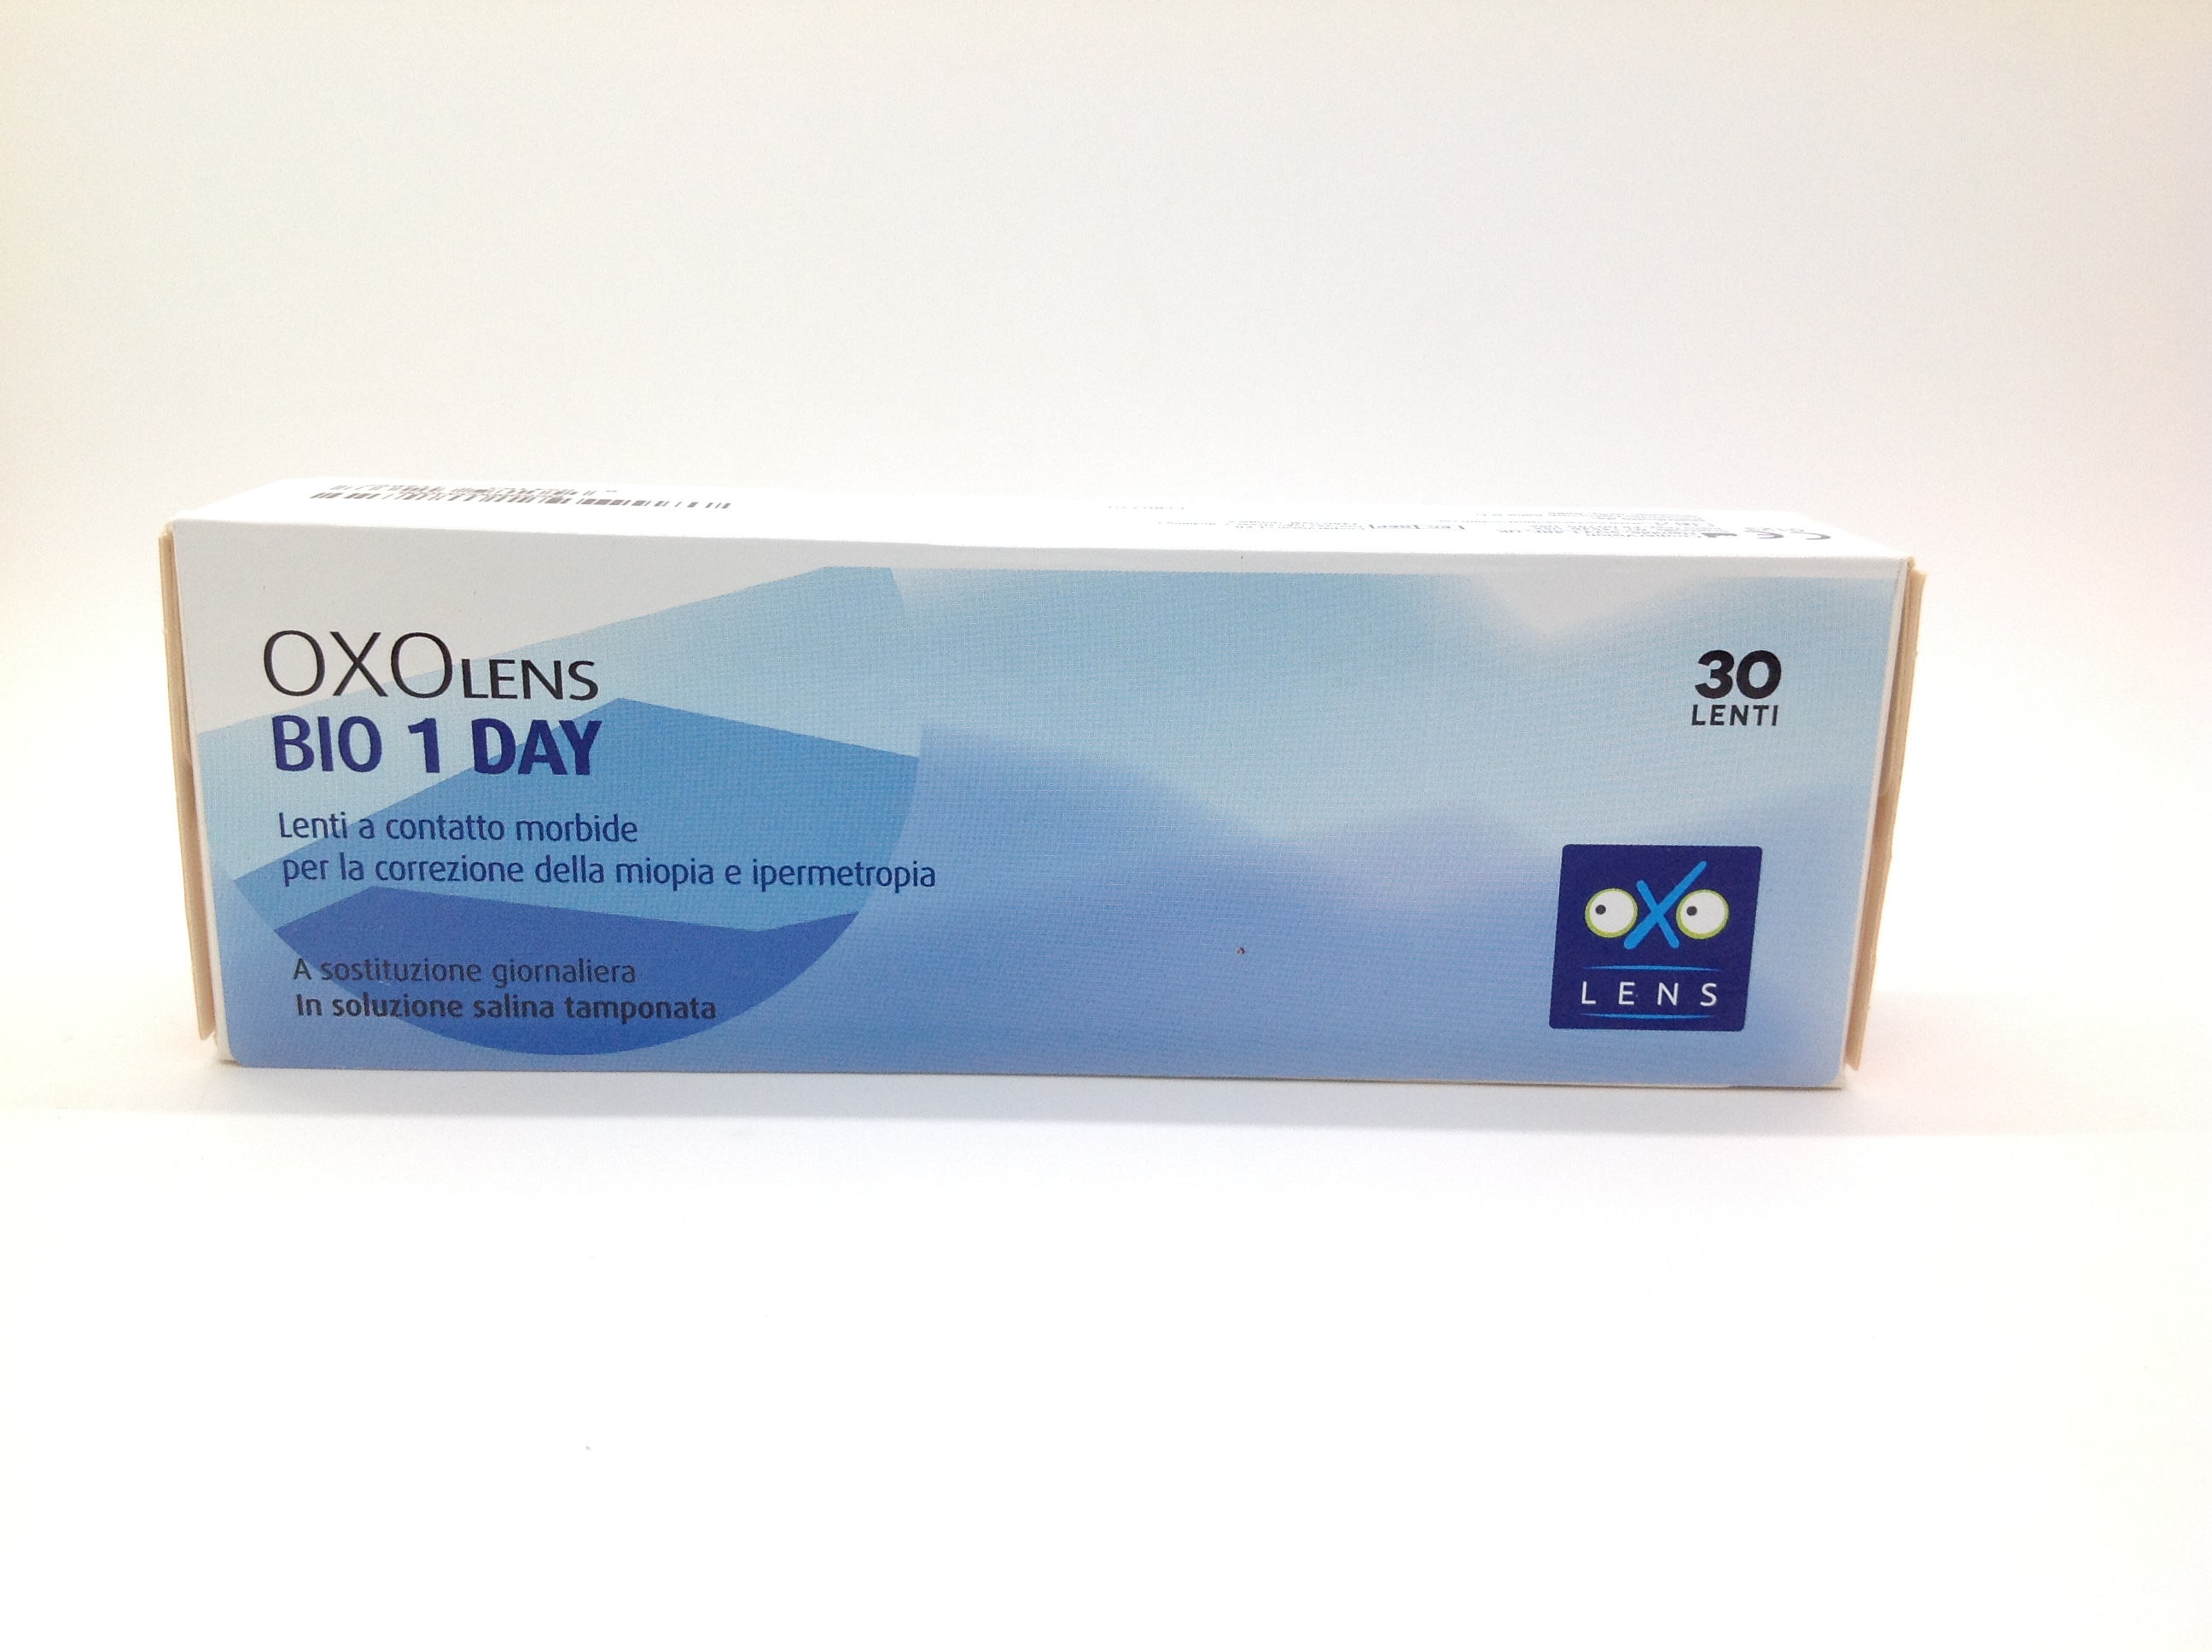 OXOLENS
BIO 1 DAY
Lenti a contatto morbide
per la correzione della miopia e ipermetropia
A sostituzione giornaliera
In soluzione salina tamponata
30
LENTI
OXO
LENS